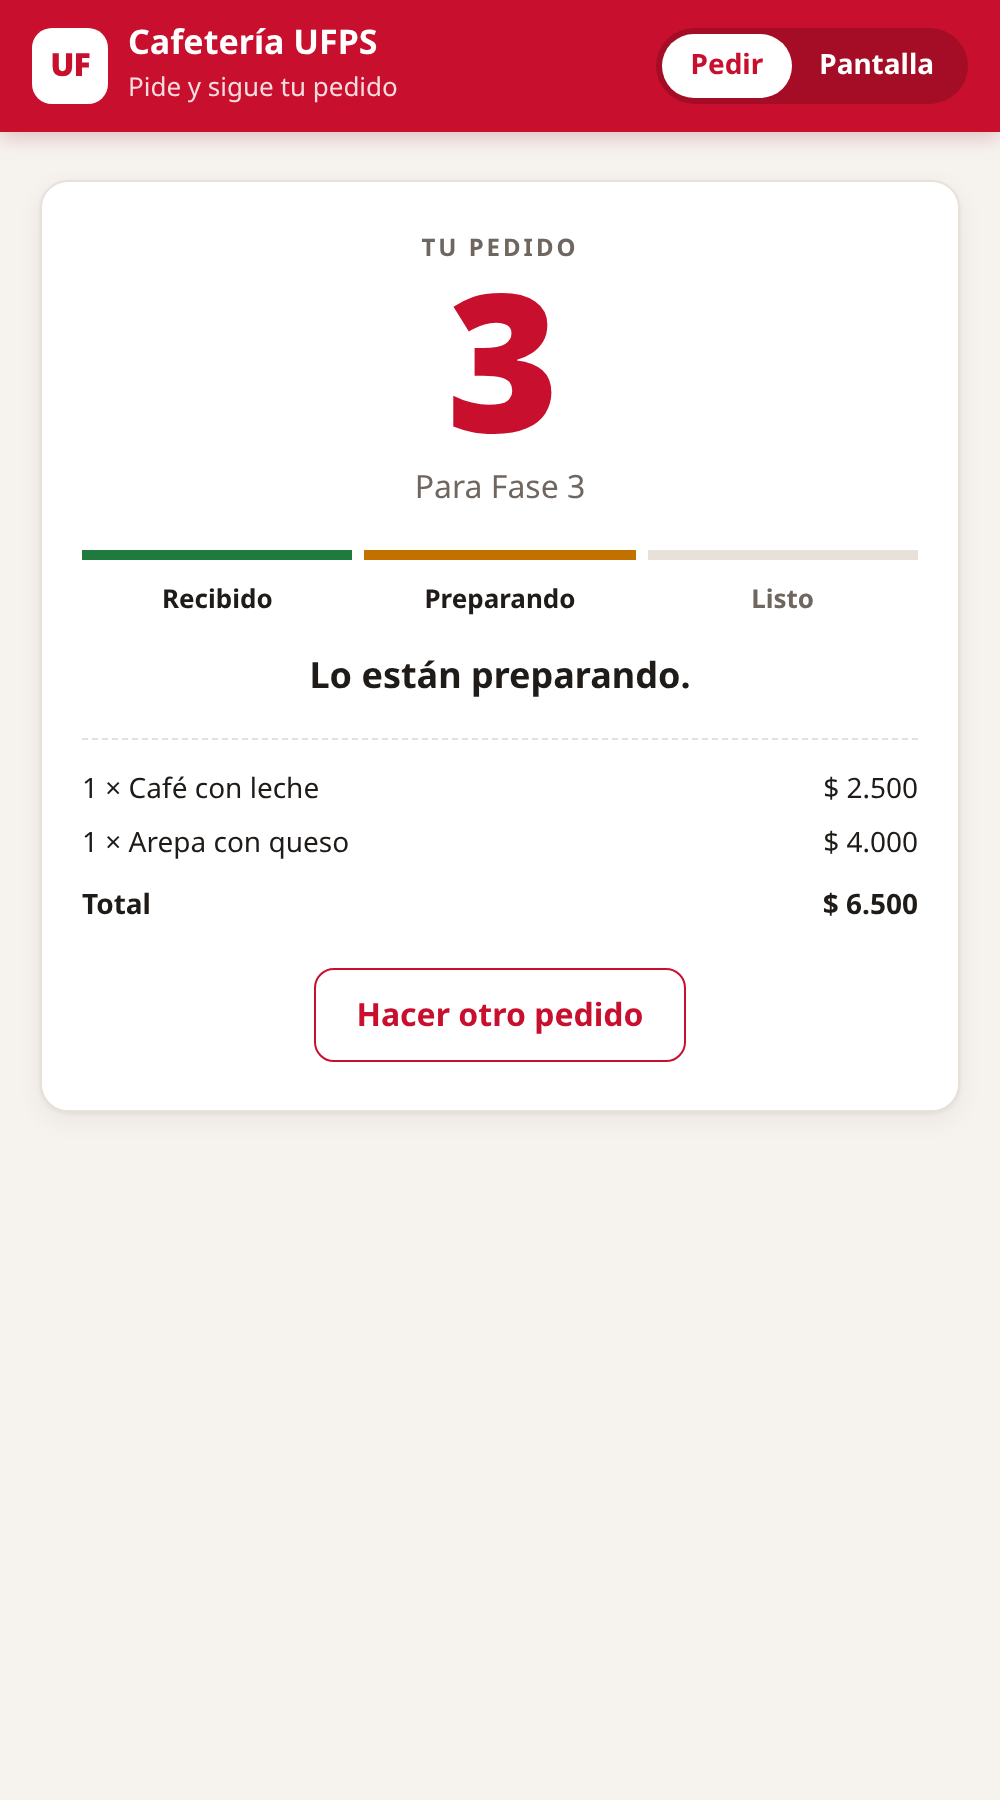 UF
Cafetería UFPS
Pide y sigue tu pedido
Pedir
Pantalla
TU PEDIDO
3
Para Fase 3
Recibido
Preparando
Listo
Lo están preparando.
1 × Café con leche $ 2.500
1 × Arepa con queso $ 4.000
Total $ 6.500
Hacer otro pedido